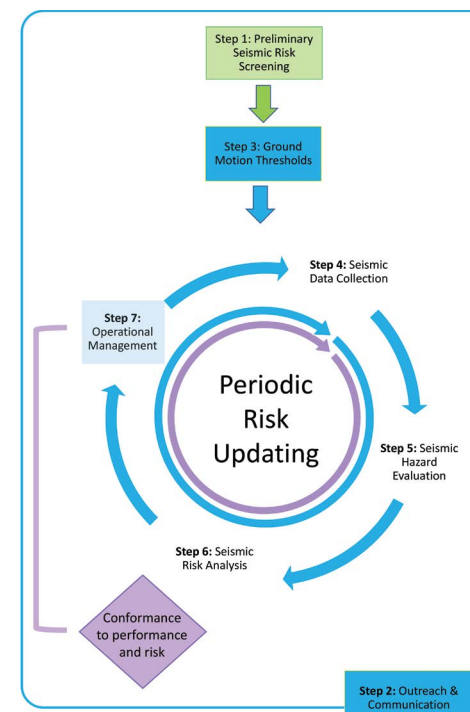 Step 1: Preliminary
Seismic Risk
Screening
Step 3: Ground
Motion Thresholds
Step 4: Seismic
Data Collection
Step 7:
Operational
Management
Periodic
Risk
Updating
Step 5: Seismic
Hazard
Evaluation
Step 6: Seismic
Risk Analysis
Conformance
to performance
and risk
Step 2: Outreach &
Communication